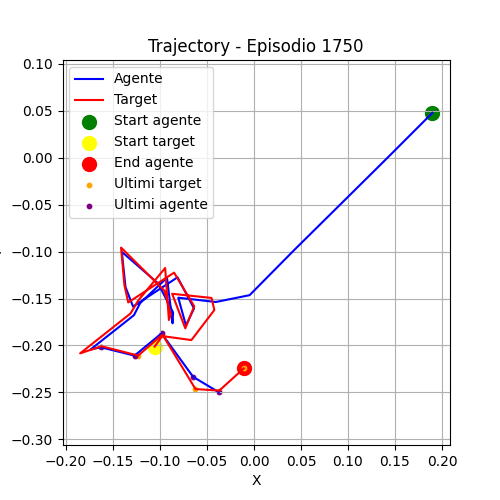 Trajectory - Episodio 1750
Agente
Target
Start agente
Start target
End agente
Ultimi target
Ultimi agente
0.10
0.05
0.00
−0.05
−0.10
−0.15
−0.20
−0.25
−0.30
−0.20 −0.15 −0.10 −0.05 0.00 0.05 0.10 0.15 0.20
X